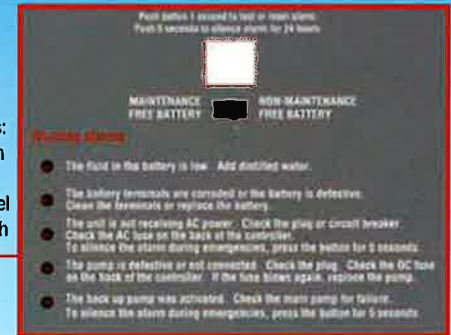 Push button 1 second to test or reset alarm.
Push 5 seconds to silence alarm for 24 hours
MAINTENANCE
FREE BATTERY
NON-MAINTENANCE
FREE BATTERY
Warning Alarms
The fluid in the battery is low. Add distilled water.
The battery terminals are corroded or the battery is defective.
Clean the terminals or replace the battery.
The unit is not receiving AC power. Check the plug or circuit breaker.
Check the AC fuse on the back of the controller.
To silence the alarm during emergencies, press the button for 5 seconds.
The pump is defective or not connected. Check the plug. Check the DC fuse
on the back of the controller. If the fuse blows again, replace the pump.
The back up pump was activated. Check the main pump for failure.
To silence the alarm during emergencies, press the button for 5 seconds.